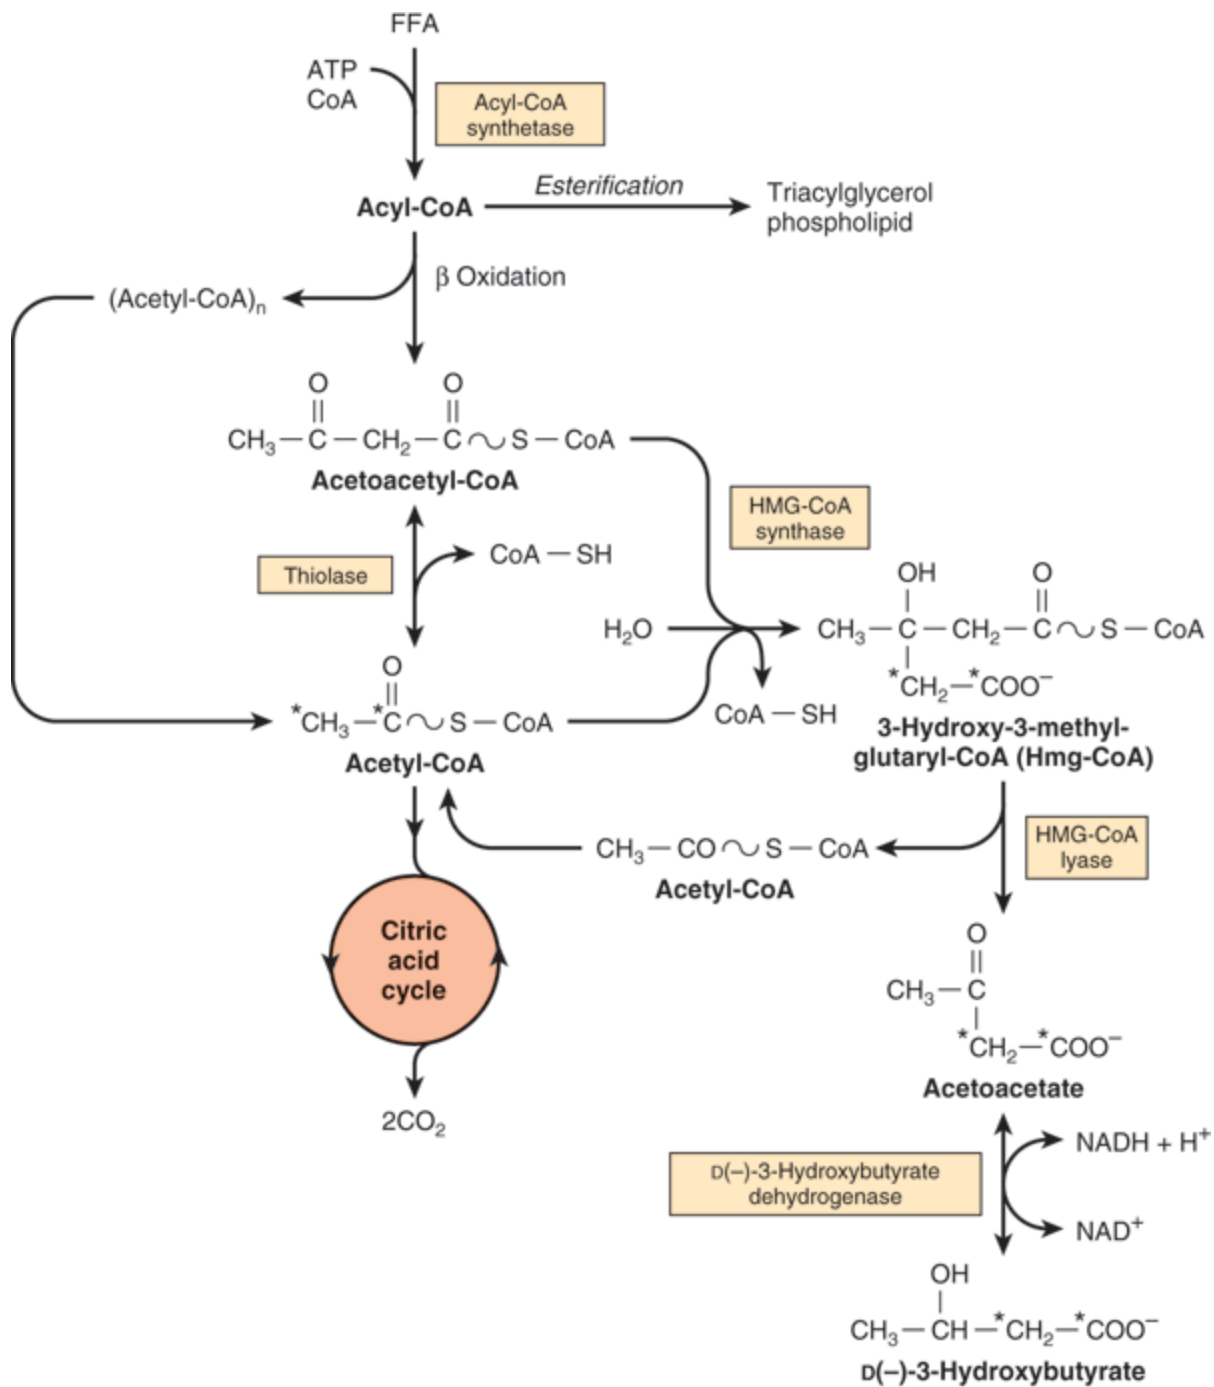 FFA
ATP
CoA
Acyl-CoA
synthetase
Acyl-CoA
Esterification
Triacylglycerol
phospholipid
β Oxidation
(Acetyl-CoA)n
O O
CH3 — C — CH2 — C ~ S — CoA
Acetoacetyl-CoA
HMG-CoA
synthase
Thiolase
CoA — SH
OH O
H2O
CH3 — C — CH2 — C ~ S — CoA
*CH2 — *COO−
O
*CH3 — *C ~ S — CoA
CoA — SH
Acetyl-CoA
3-Hydroxy-3-methyl-
glutaryl-CoA (Hmg-CoA)
HMG-CoA
lyase
CH3 — CO ~ S — CoA
Acetyl-CoA
Citric
acid
cycle
O
CH3 — C
*CH2 — *COO−
Acetoacetate
2CO2
NADH + H+
D(−)-3-Hydroxybutyrate
dehydrogenase
NAD+
OH
CH3 — CH — *CH2 — *COO−
D(−)-3-Hydroxybutyrate